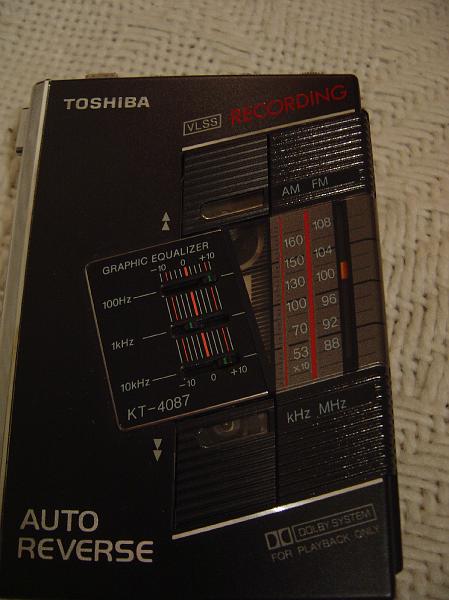 TOSHIBA
VLSS RECORDING
AM FM
GRAPHIC EQUALIZER
-10 0 +10
100Hz
1kHz
10kHz
-10 0 +10
KT-4087
160 108
150 104
130 100
100 96
70 92
53 88
x10
kHz MHz
AUTO
REVERSE
DOLBY SYSTEM
FOR PLAYBACK ONLY